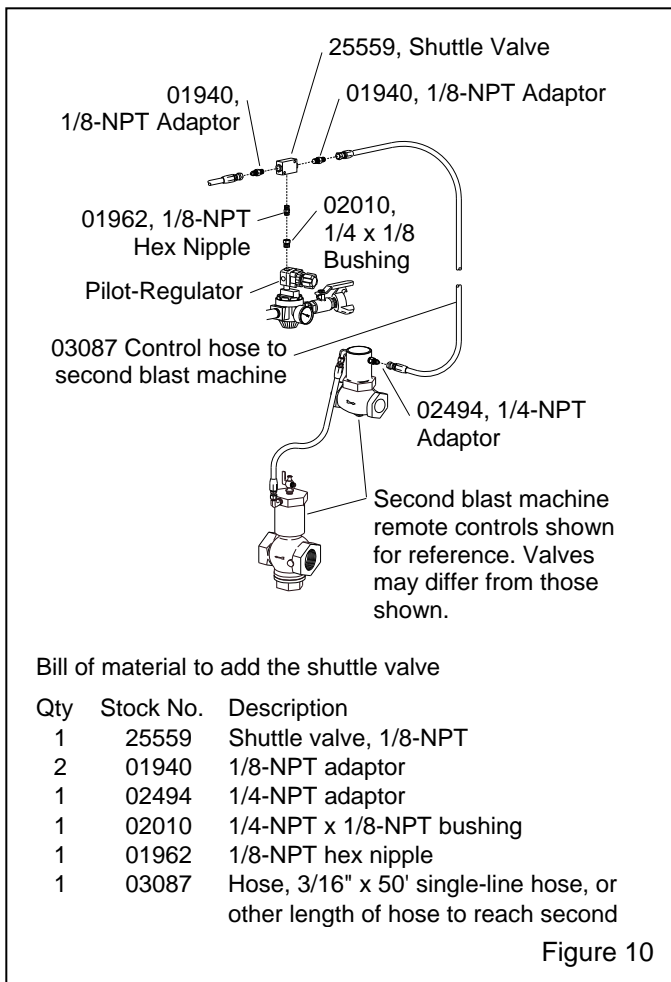 25559, Shuttle Valve
01940,
1/8-NPT Adaptor
01940, 1/8-NPT Adaptor
01962, 1/8-NPT
Hex Nipple
02010,
1/4 x 1/8
Bushing
Pilot-Regulator
03087 Control hose to
second blast machine
02494, 1/4-NPT
Adaptor
Second blast machine
remote controls shown
for reference. Valves
may differ from those
shown.
Bill of material to add the shuttle valve
Qty Stock No. Description
1 25559 Shuttle valve, 1/8-NPT
2 01940 1/8-NPT adaptor
1 02494 1/4-NPT adaptor
1 02010 1/4-NPT x 1/8-NPT bushing
1 01962 1/8-NPT hex nipple
1 03087 Hose, 3/16" x 50' single-line hose, or
other length of hose to reach second
Figure 10